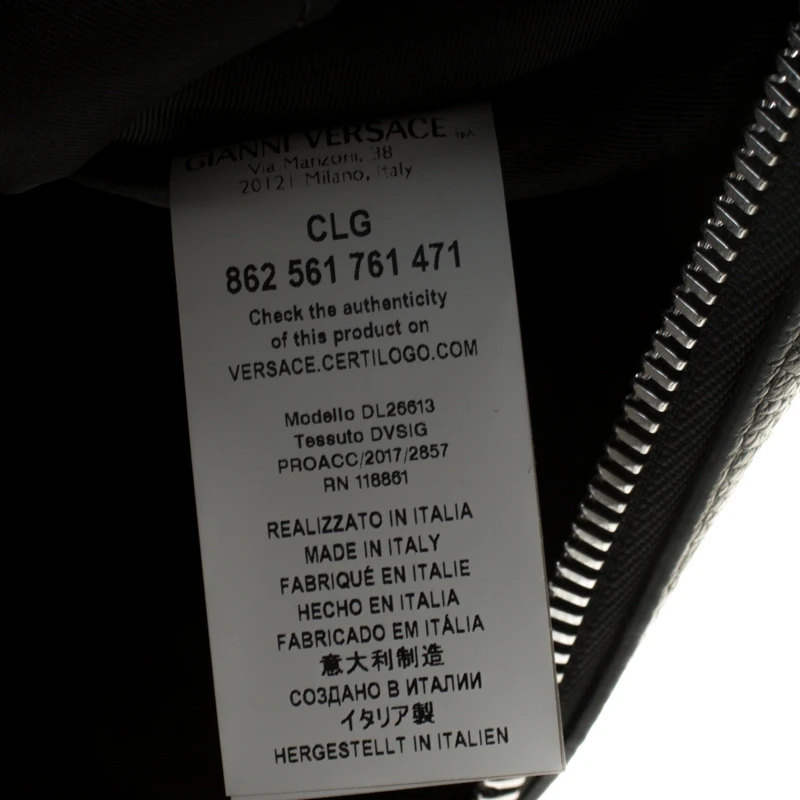 GIANNI VERSACE SpA
Via Manzoni, 38
20121 Milano, Italy
CLG
862 561 761 471
Check the authenticity
of this product on
VERSACE.CERTILOGO.COM
Modello DL26613
Tessuto DVSIG
PROACC/2017/2857
RN 118861
REALIZZATO IN ITALIA
MADE IN ITALY
FABRIQUÉ EN ITALIE
HECHO EN ITALIA
FABRICADO EM ITÁLIA
意大利制造
СОЗДАНО В ИТАЛИИ
イタリア製
HERGESTELLT IN ITALIEN